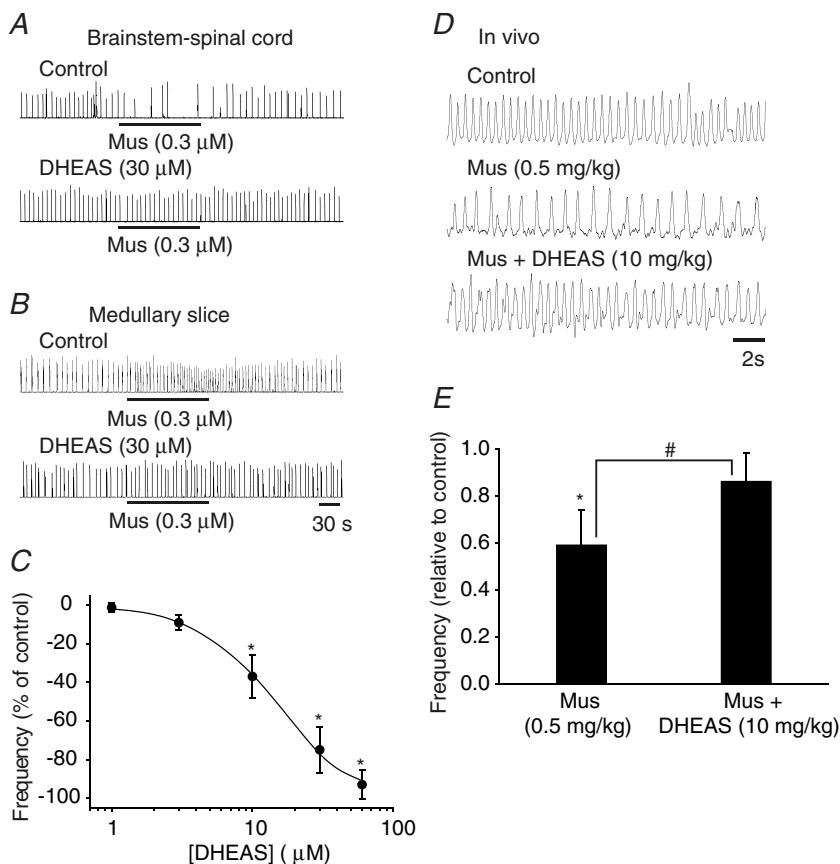 A
Brainstem-spinal cord
Control
Mus (0.3 μM)
DHEAS (30 μM)
Mus (0.3 μM)
B
Medullary slice
Control
Mus (0.3 μM)
DHEAS (30 μM)
Mus (0.3 μM)
30 s
C
Frequency (% of control)
0
-20
-40
-60
-80
-100
*
*
*
1
10
100
[DHEAS] ( μM)
D
In vivo
Control
Mus (0.5 mg/kg)
Mus + DHEAS (10 mg/kg)
2s
E
Frequency (relative to control)
1.0
0.8
0.6
0.4
0.2
0.0
#
*
Mus
(0.5 mg/kg)
Mus +
DHEAS (10 mg/kg)